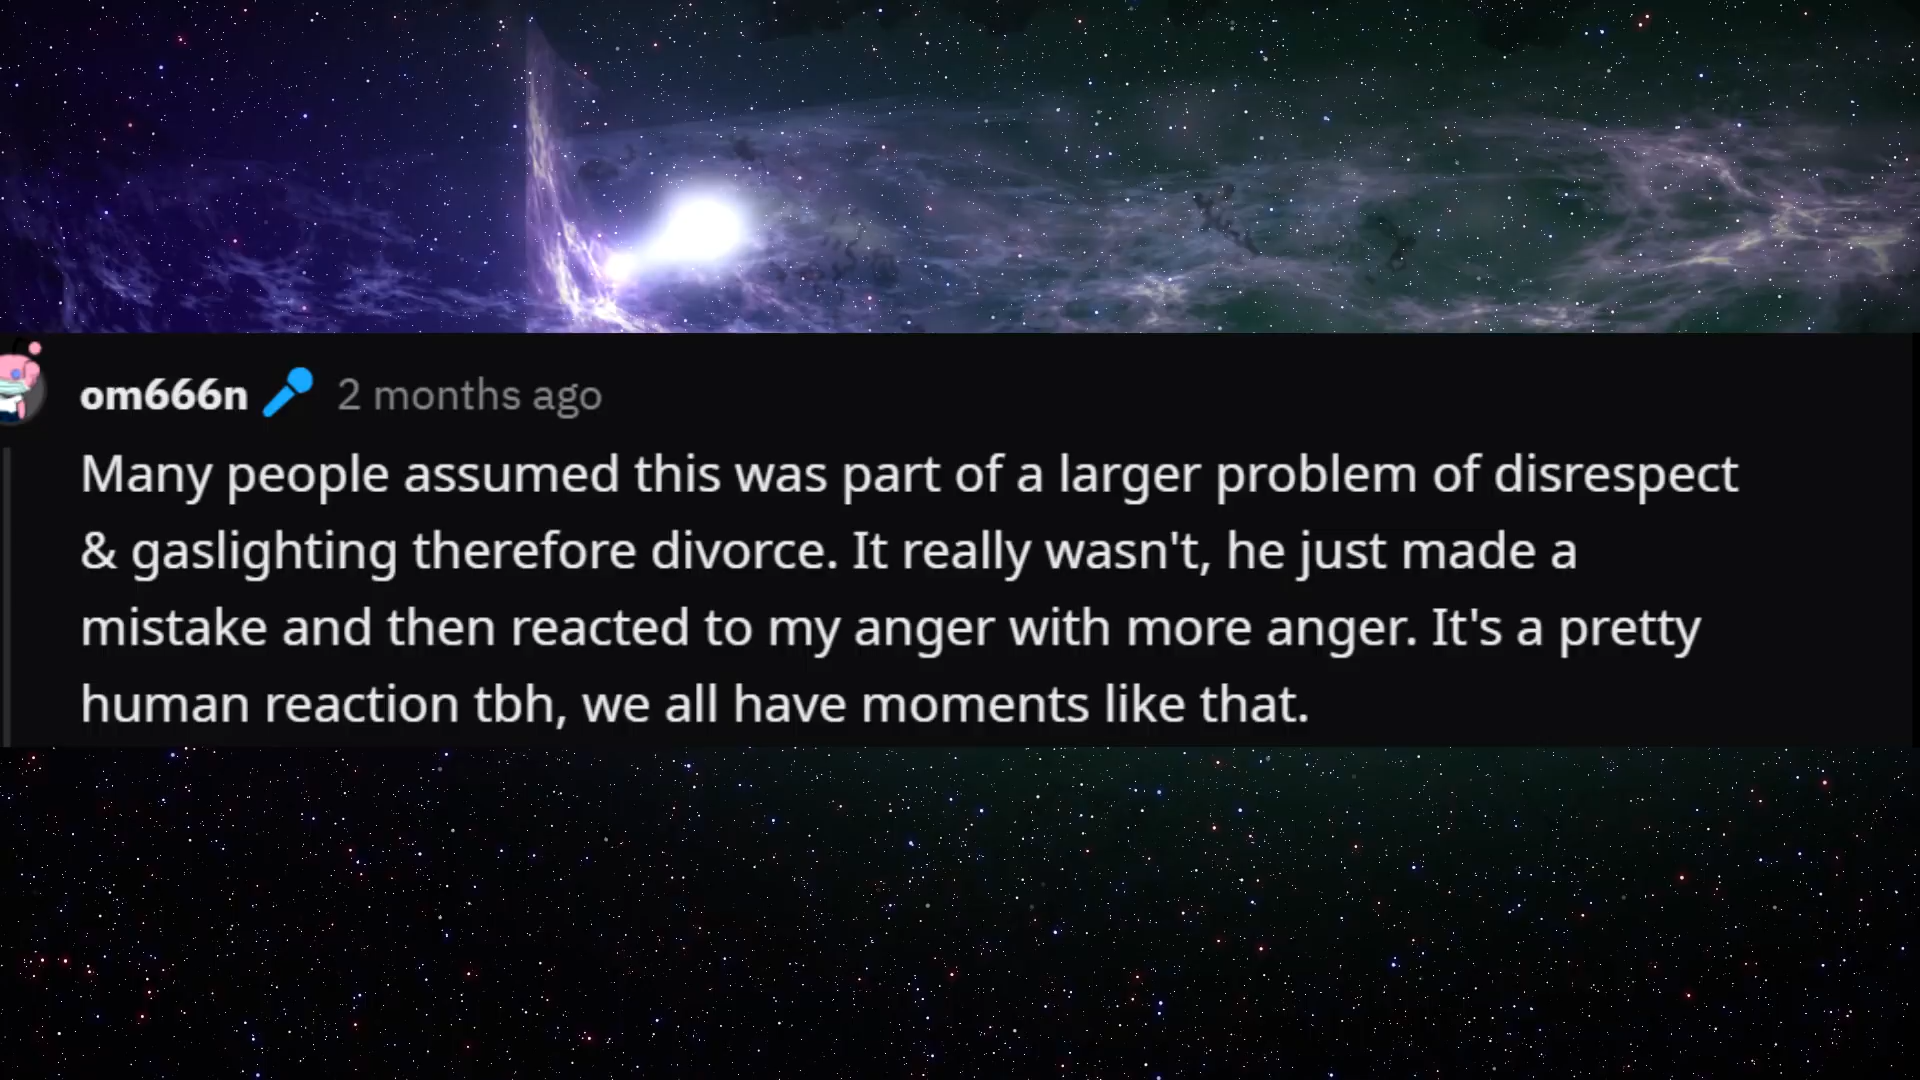 om666n 2 months ago
Many people assumed this was part of a larger problem of disrespect
& gaslighting therefore divorce. It really wasn't, he just made a
mistake and then reacted to my anger with more anger. It's a pretty
human reaction tbh, we all have moments like that.